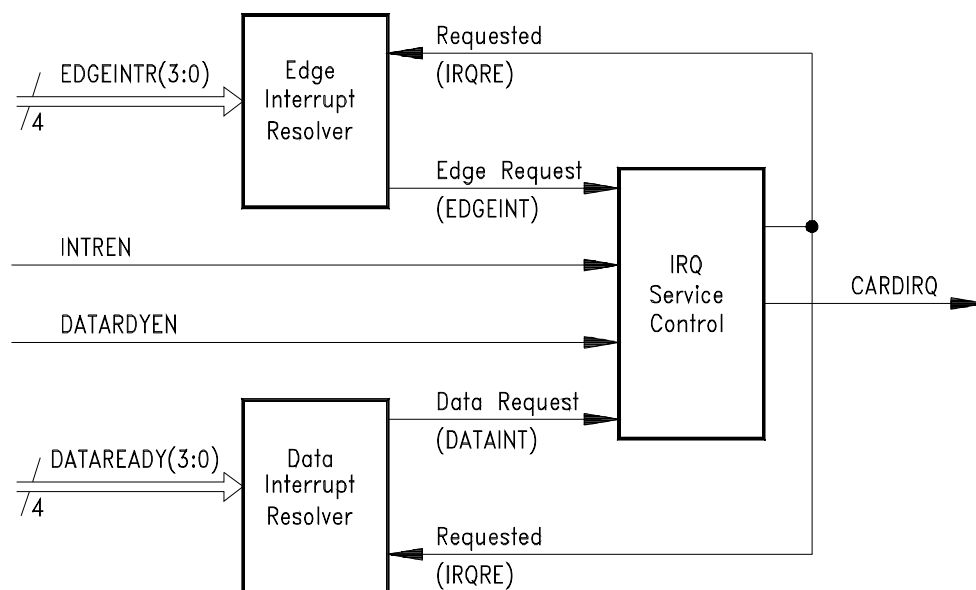 Requested
(IRQRE)
EDGEINTR(3:0)
4
Edge
Interrupt
Resolver
Edge Request
(EDGEINT)
INTREN
IRQ
Service
Control
CARDIRQ
DATARDYEN
Data Request
(DATAINT)
DATAREADY(3:0)
4
Data
Interrupt
Resolver
Requested
(IRQRE)